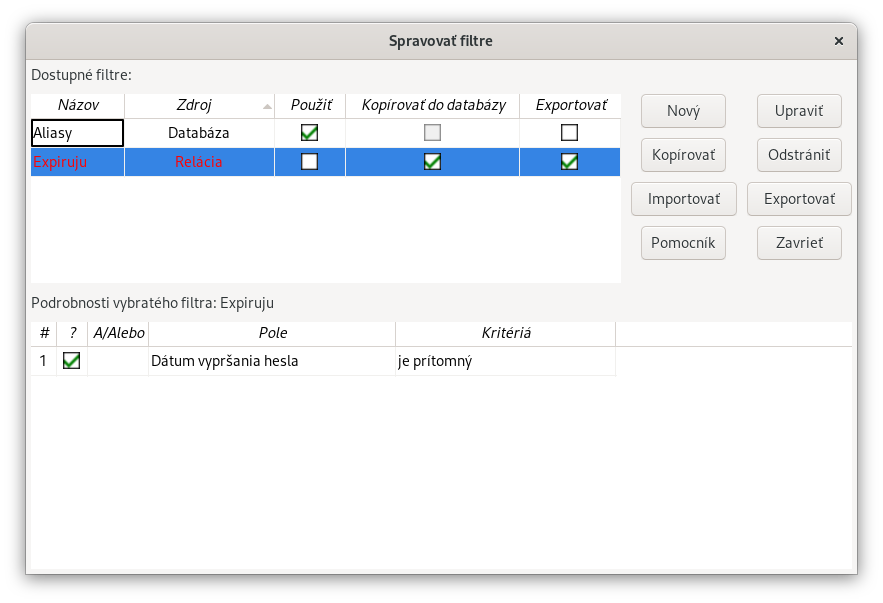 Spravovať filtre
Dostupné filtre:
Názov Zdroj Použiť Kopírovať do databázy Exportovať
Aliasy Databáza
Expiruju Relácia
Nový Upraviť
Kopírovať Odstrániť
Importovať Exportovať
Pomocník Zavrieť
Podrobnosti vybratého filtra: Expiruju
# ? A/Alebo Pole Kritériá
1 Dátum vypršania hesla je prítomný